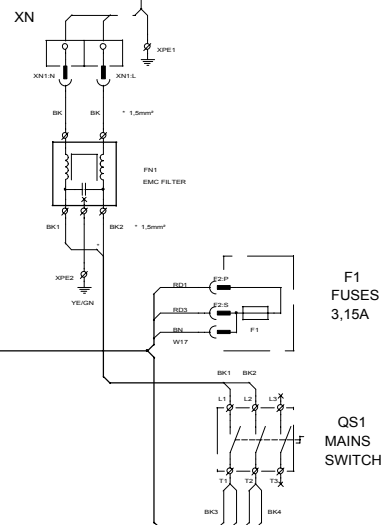 XN
XPE1
XN1:N
XN1:L
BK
BK
* 1,5mm²
FN1
EMC FILTER
BK1
BK2
* 1,5mm²
*
XPE2
YE/GN
RD1
F2:P
RD3
F2:S
BN
F1
W17
F1
FUSES
3,15A
BK1
BK2
L1
L2
L3
QS1
MAINS
SWITCH
T1
T2
T3
BK3
BK4